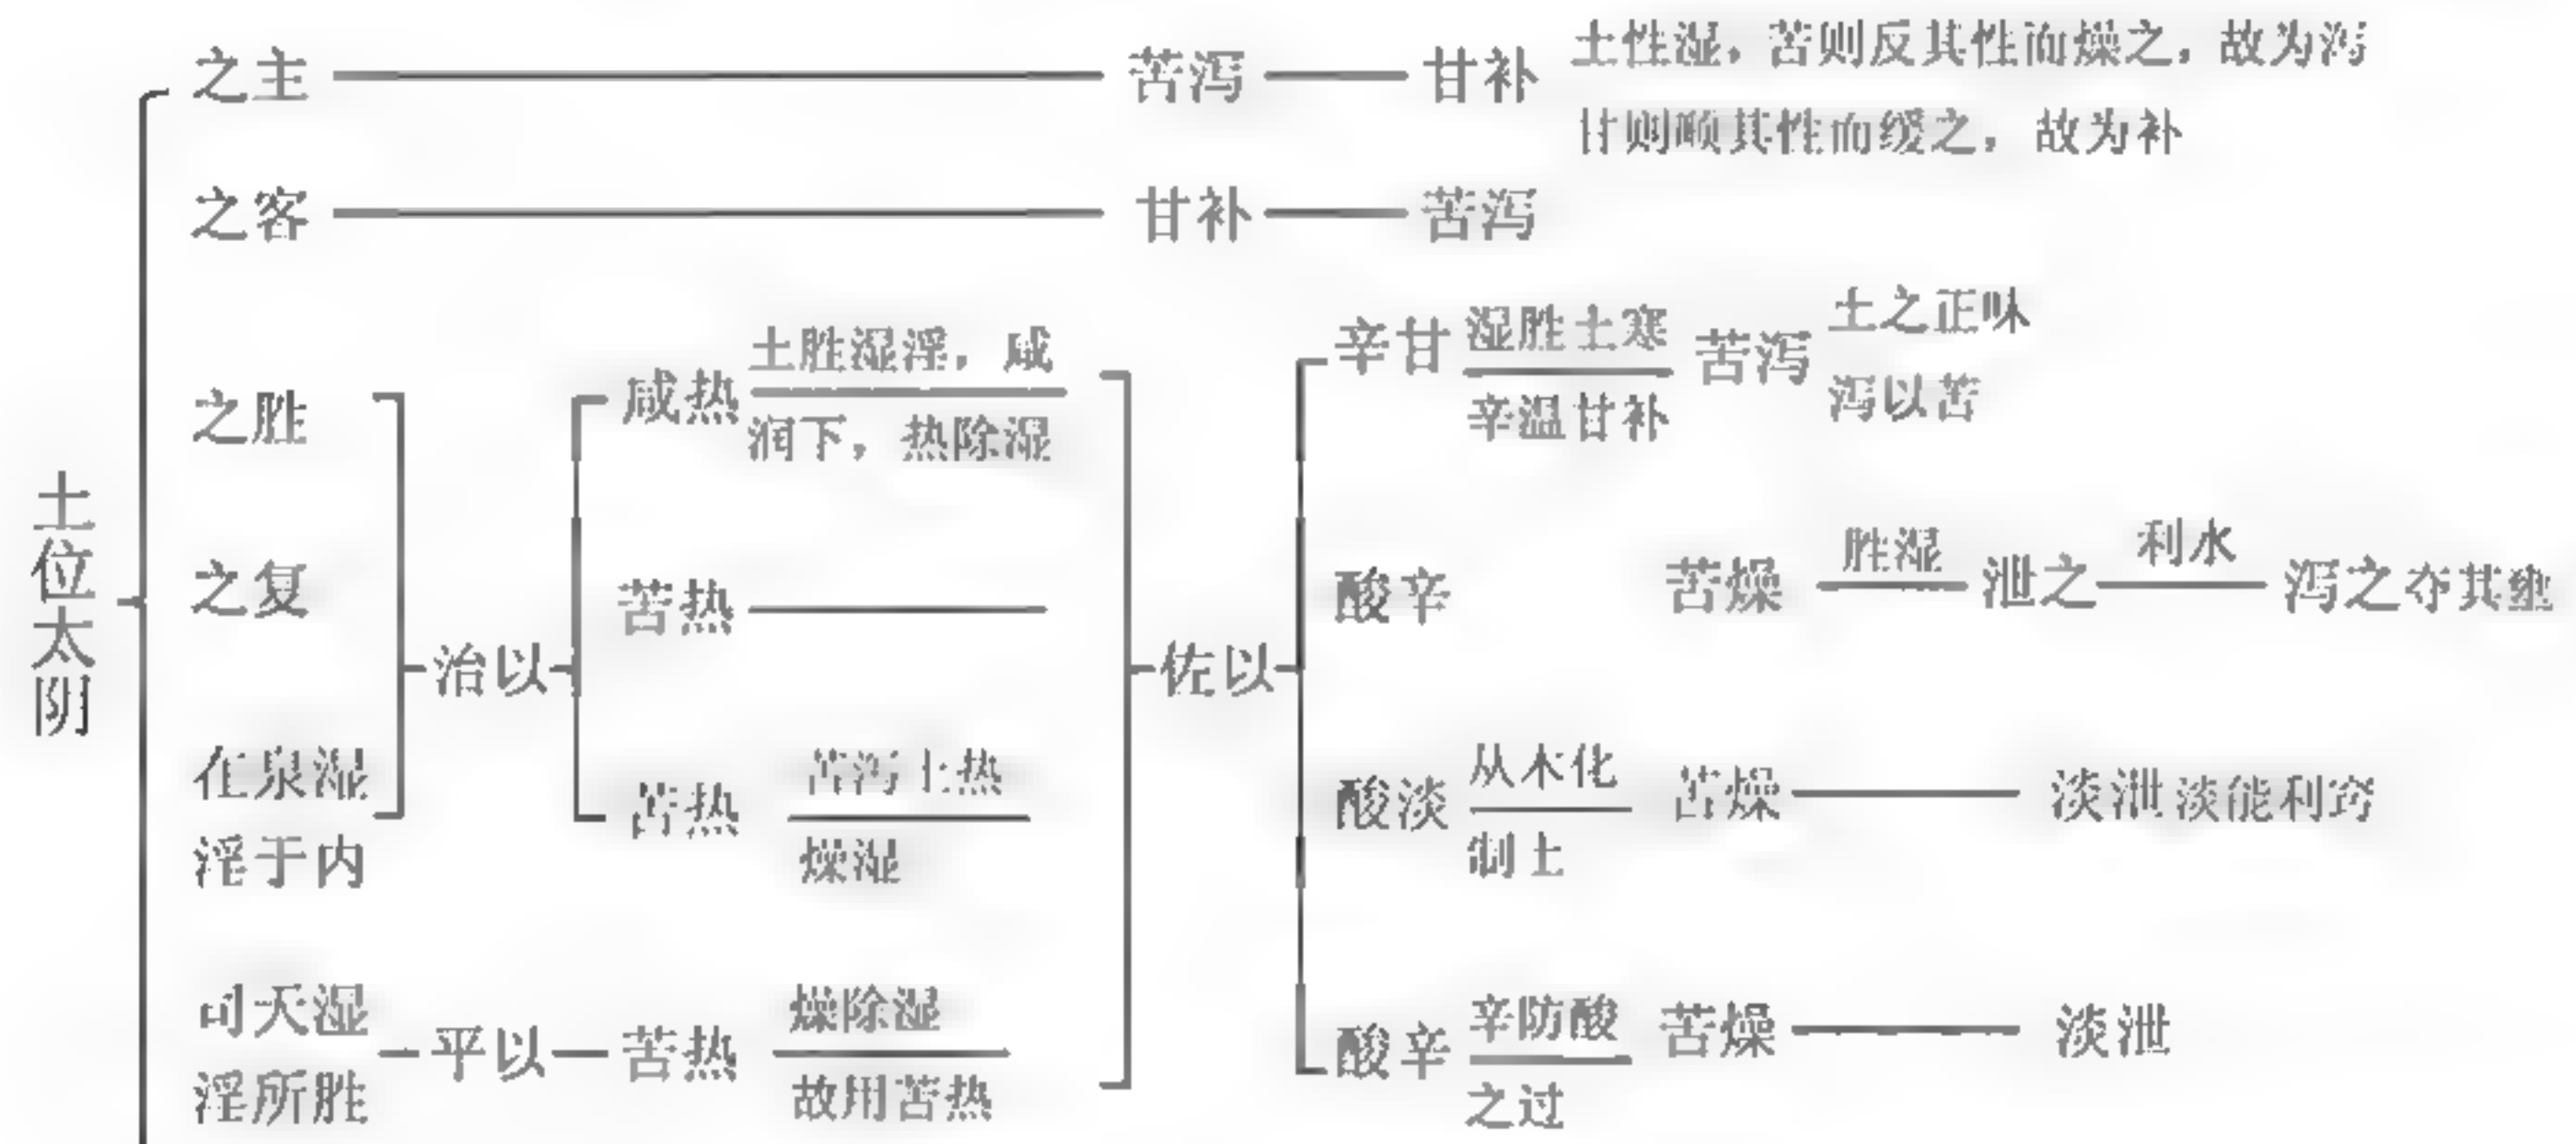 土位太阴
之主 苦泻 甘补 土性湿，苦则反其性而燥之，故为泻
甘则顺其性而缓之，故为补
之客 甘补 苦泻
之胜
之复
在泉湿
淫于内
治以
咸热 土胜湿淫，咸
润下，热除湿
苦热
苦热 苦泻土热
燥湿
司天湿
淫所胜
平以 苦热 燥除湿
故用苦热
佐以
辛甘 湿胜土寒
辛温甘补
苦泻 土之正味
泻以苦
酸辛 苦燥 胜湿 泄之 利水 泻之夺其壅
酸淡 从木化
制土
苦燥 淡泄 淡能利窍
酸辛 辛防酸
之过
苦燥 淡泄